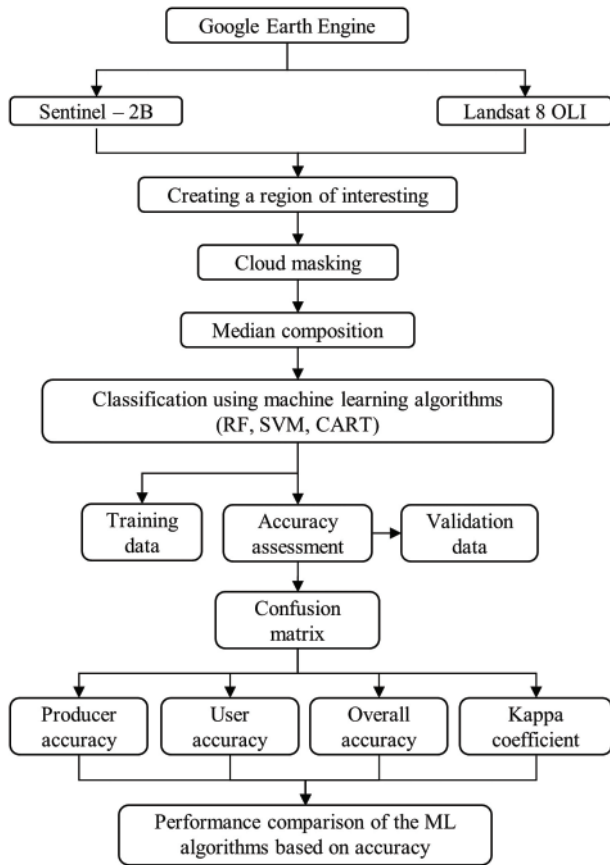 Google Earth Engine
Sentinel – 2B
Landsat 8 OLI
Creating a region of interesting
Cloud masking
Median composition
Classification using machine learning algorithms
(RF, SVM, CART)
Training
data
Accuracy
assessment
Validation
data
Confusion
matrix
Producer
accuracy
User
accuracy
Overall
accuracy
Kappa
coefficient
Performance comparison of the ML
algorithms based on accuracy